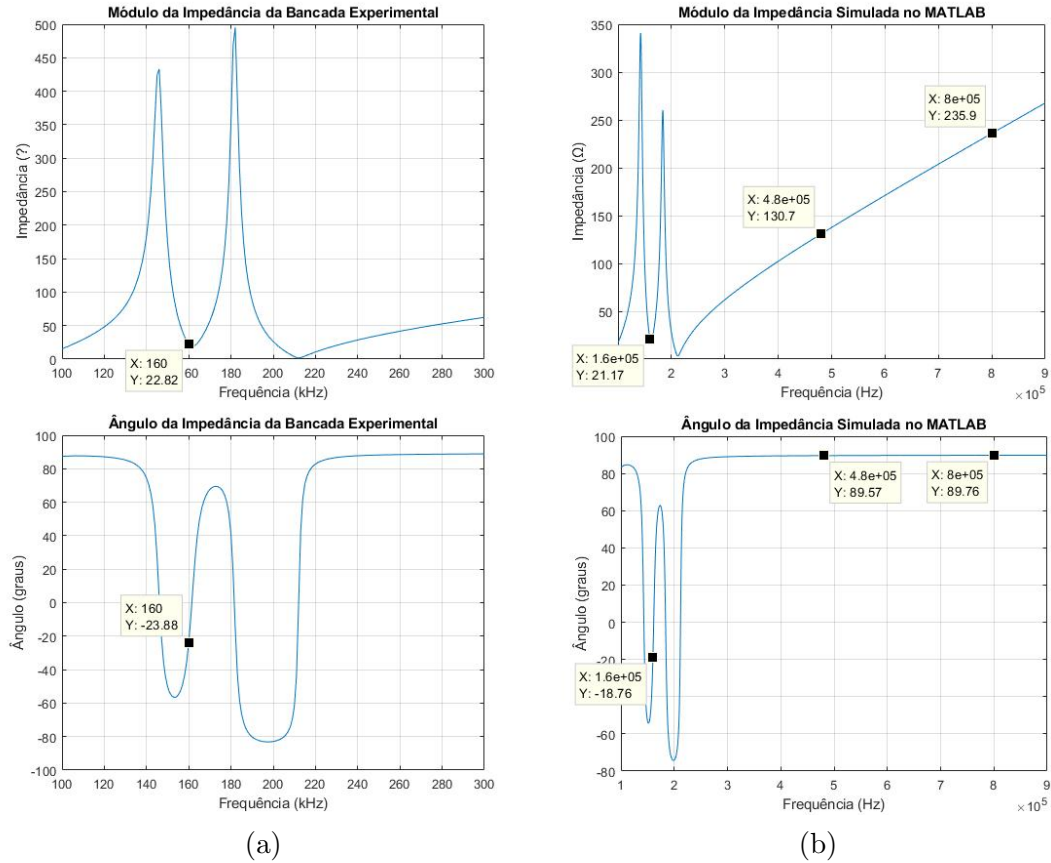 Módulo da Impedância da Bancada Experimental
500
450
400
350
300
250
200
150
100
50
0
Impedância (?)
X: 160
Y: 22.82
100 120 140 160 180 200 220 240 260 280 300
Frequência (kHz)
Módulo da Impedância Simulada no MATLAB
350
300
250
200
150
100
50
Impedância (Ω)
X: 8e+05
Y: 235.9
X: 4.8e+05
Y: 130.7
X: 1.6e+05
Y: 21.17
2 3 4 5 6 7 8 9
Frequência (Hz)
× 10^5
Ângulo da Impedância da Bancada Experimental
100
80
60
40
20
0
-20
-40
-60
-80
-100
Ângulo (graus)
X: 160
Y: -23.88
100 120 140 160 180 200 220 240 260 280 300
Frequência (kHz)
(a)
Ângulo da Impedância Simulada no MATLAB
100
80
60
40
20
0
-20
-40
-60
-80
Ângulo (graus)
X: 4.8e+05
Y: 89.57
X: 8e+05
Y: 89.76
X: 1.6e+05
Y: -18.76
1 2 3 4 5 6 7 8 9
Frequência (Hz)
× 10^5
(b)